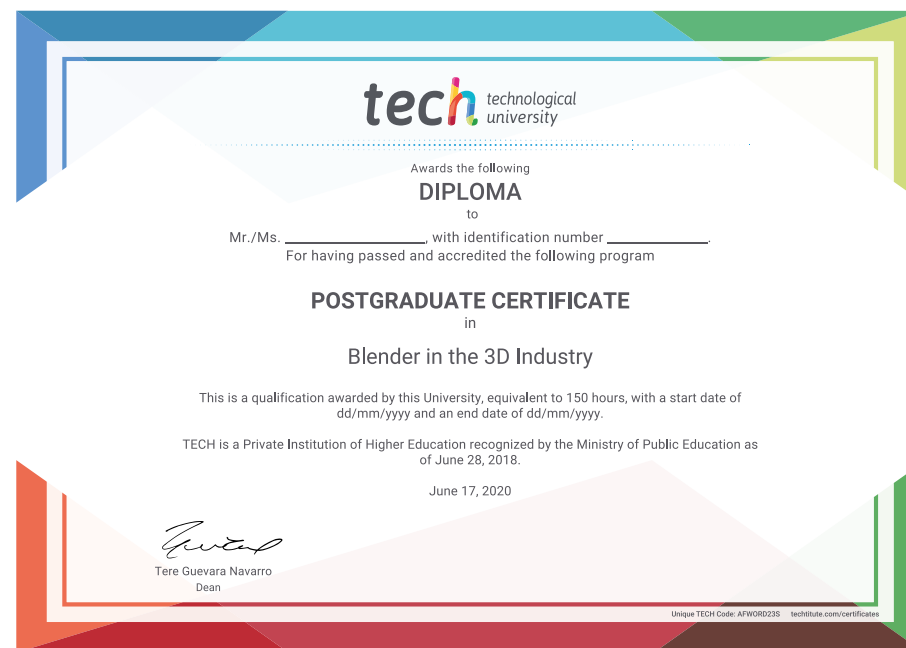 tech technological
university
Awards the following
DIPLOMA
to
Mr./Ms. ____________________, with identification number ______________.
For having passed and accredited the following program
POSTGRADUATE CERTIFICATE
in
Blender in the 3D Industry
This is a qualification awarded by this University, equivalent to 150 hours, with a start date of
dd/mm/yyyy and an end date of dd/mm/yyyy.
TECH is a Private Institution of Higher Education recognized by the Ministry of Public Education as
of June 28, 2018.
June 17, 2020
Tere Guevara Navarro
Dean
Unique TECH Code: AFWORD23S techtitute.com/certificates